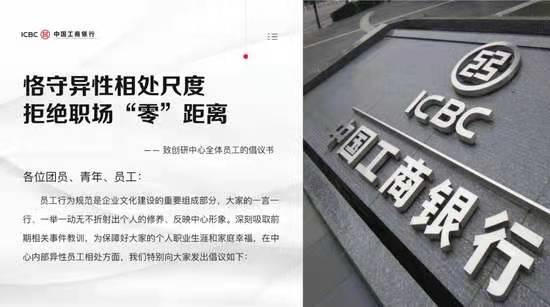 ICBC 中国工商银行
恪守异性相处尺度
拒绝职场“零”距离
—— 致创研中心全体员工的倡议书
各位团员、青年、员工：
员工行为规范是企业文化建设的重要组成部分，大家的一言一
行、一举一动无不折射出个人的修养、反映中心形象。深刻吸取前
期相关事件教训，为保障好大家的个人职业生涯和家庭幸福，在中
心内部异性员工相处方面，我们特别向大家发出倡议如下：
ICBC
中国工商银行